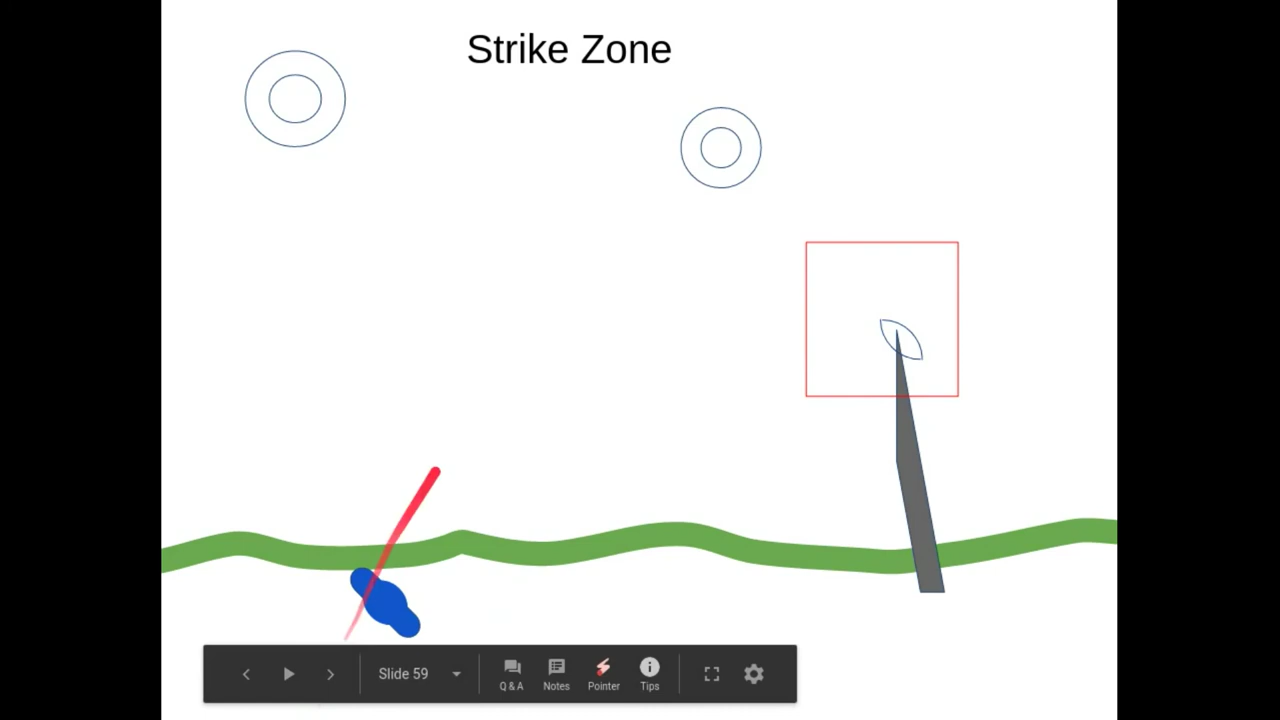 Strike Zone
Slide 59
Q & A
Notes
Pointer
Tips